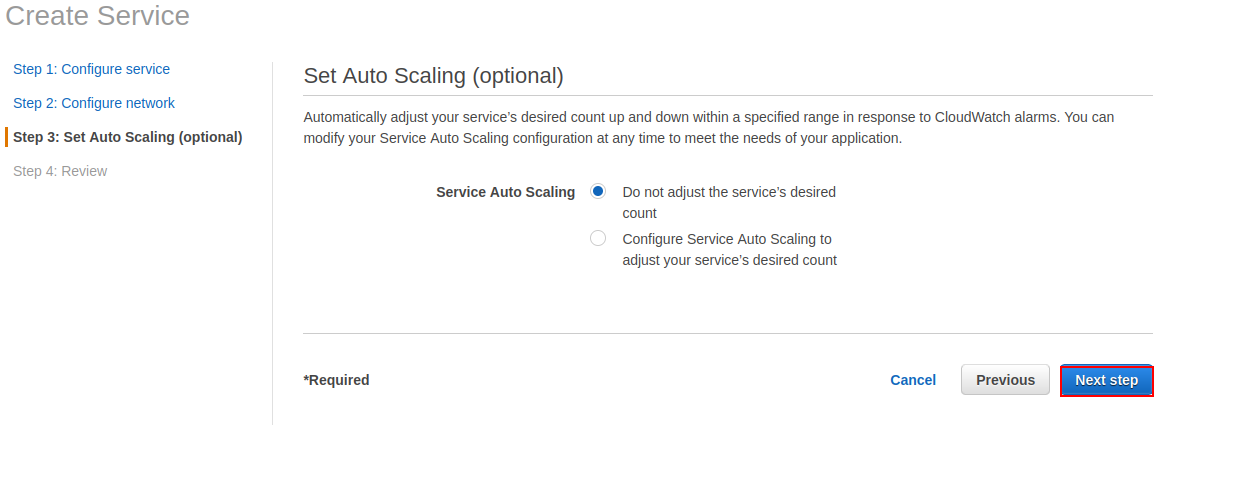 Create Service
Step 1: Configure service
Step 2: Configure network
Step 3: Set Auto Scaling (optional)
Step 4: Review
Set Auto Scaling (optional)
Automatically adjust your service’s desired count up and down within a specified range in response to CloudWatch alarms. You can
modify your Service Auto Scaling configuration at any time to meet the needs of your application.
Service Auto Scaling
Do not adjust the service’s desired
count
Configure Service Auto Scaling to
adjust your service’s desired count
*Required
Cancel
Previous
Next step